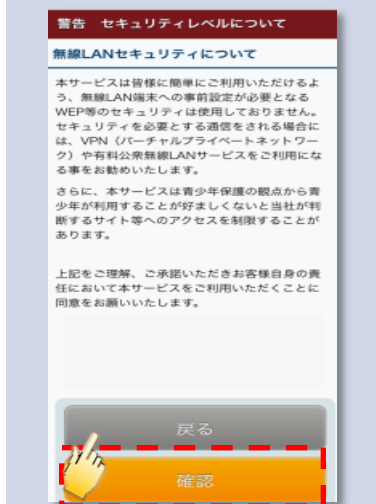 警告　セキュリティレベルについて
無線LANセキュリティについて
本サービスは皆様に簡単にご利用いただけるよ
う、無線LAN端末への事前設定が必要となる
WEP等のセキュリティは使用しておりません。
セキュリティを必要とする通信をされる場合に
は、VPN（バーチャルプライベートネットワー
ク）や有料公衆無線LANサービスをご利用にな
る事をお勧めいたします。
さらに、本サービスは青少年保護の観点から青
少年が利用することが好ましくないと当社が判
断するサイト等へのアクセスを制限することが
あります。
上記をご理解、ご承諾いただきお客様自身の責
任において本サービスをご利用いただくことに
同意をお願いいたします。
戻る
確認